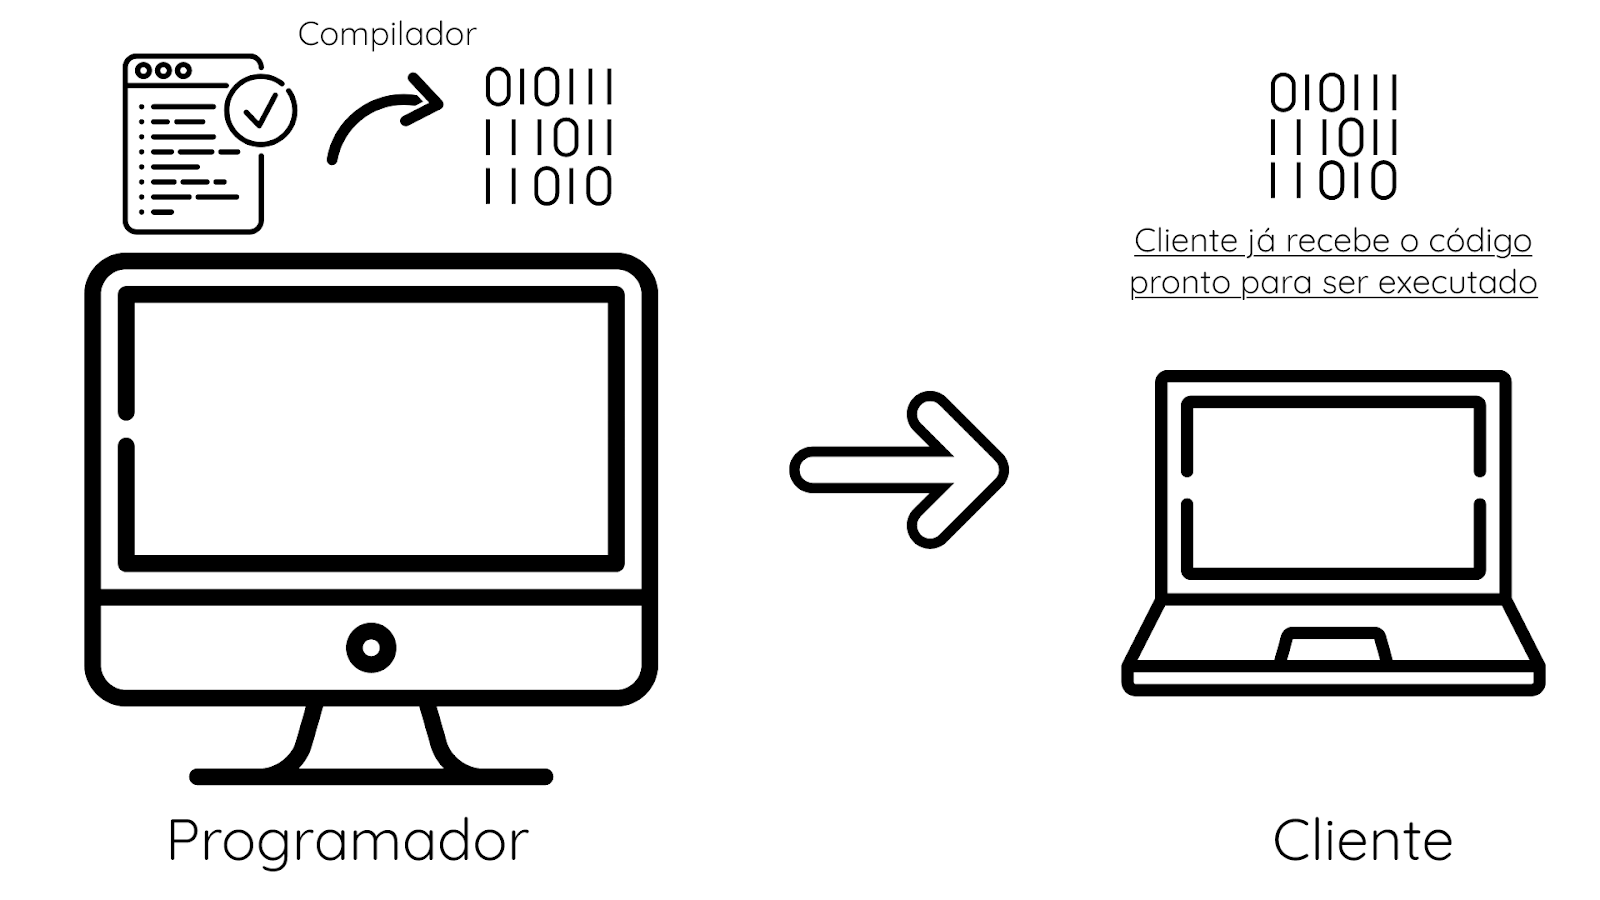 Compilador
010111
111011
11010
010111
111011
11010
Cliente já recebe o código
pronto para ser executado
Programador
Cliente